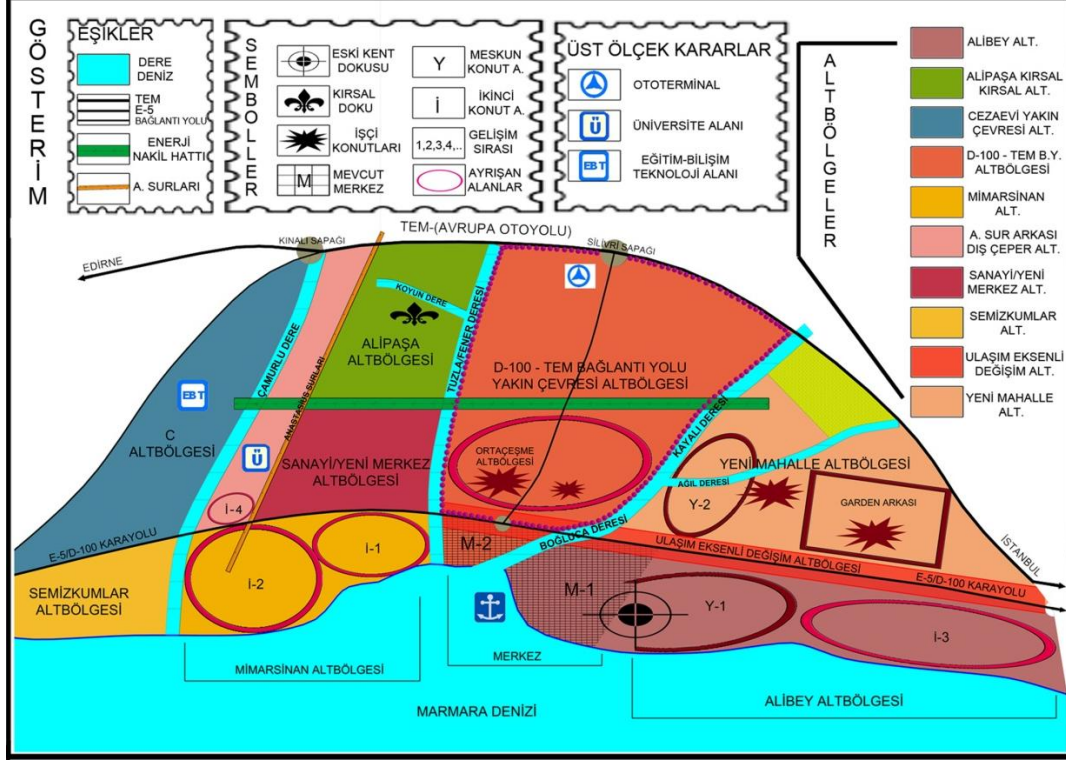 GÖSTERİM
EŞİKLER
DERE
DENİZ
TEM
E-5
BAĞLANTI YOLU
ENERJİ
NAKİL HATTI
A. SURLARI
SEMBOLLER
ESKİ KENT
DOKUSU
KIRSAL
DOKU
İŞÇİ
KONUTLARI
M
MEVCUT
MERKEZ
Y
MESKUN
KONUT A.
İ
İKİNCİ
KONUT A.
1,2,3,4,..
GELİŞİM
SIRASI
AYRIŞAN
ALANLAR
ÜST ÖLÇEK KARARLAR
OTOTERMİNAL
Ü
ÜNİVERSİTE ALANI
EBT
EĞİTİM-BİLİŞİM
TEKNOLOJİ ALANI
ALTBÖLGELER
ALİBEY ALT.
ALİPAŞA KIRSAL
KIRSAL ALT.
CEZAEVİ YAKIN
ÇEVRESİ ALT.
D-100 - TEM B.Y.
ALTBÖLGESİ
MİMARSİNAN
ALT.
A. SUR ARKASI
DIŞ ÇEPER ALT.
SANAYİ/YENİ
MERKEZ ALT.
SEMİZKUMLAR
ALT.
ULAŞIM EKSENLİ
DEĞİŞİM ALT.
YENİ MAHALLE
ALT.
TEM-(AVRUPA OTOYOLU)
KINALI SAPAĞI
SİLİVRİ SAPAĞI
EDİRNE
KOYUN DERE
ALİPAŞA
ALTBÖLGESİ
TUZLA/FENER DERESİ
ÇAMURLU DERE
ANASTASIUS SURLARI
D-100 - TEM BAĞLANTI YOLU
YAKIN ÇEVRESİ ALTBÖLGESİ
EBT
C
ALTBÖLGESİ
Ü
SANAYİ/YENİ MERKEZ
ALTBÖLGESİ
ORTAÇEŞME
ALTBÖLGESİ
KAYALI DERESİ
YENİ MAHALLE ALTBÖLGESİ
AĞIL DERESİ
Y-2
GARDEN ARKASI
İ-4
E-5/D-100 KARAYOLU
İ-1
İ-2
M-2
BOĞLUCA DERESİ
ULAŞIM EKSENLİ DEĞİŞİM ALTBÖLGESİ
E-5/D-100 KARAYOLU
İSTANBUL
SEMİZKUMLAR
ALTBÖLGESİ
M-1
Y-1
İ-3
MİMARSİNAN ALTBÖLGESİ
MERKEZ
ALİBEY ALTBÖLGESİ
MARMARA DENİZİ